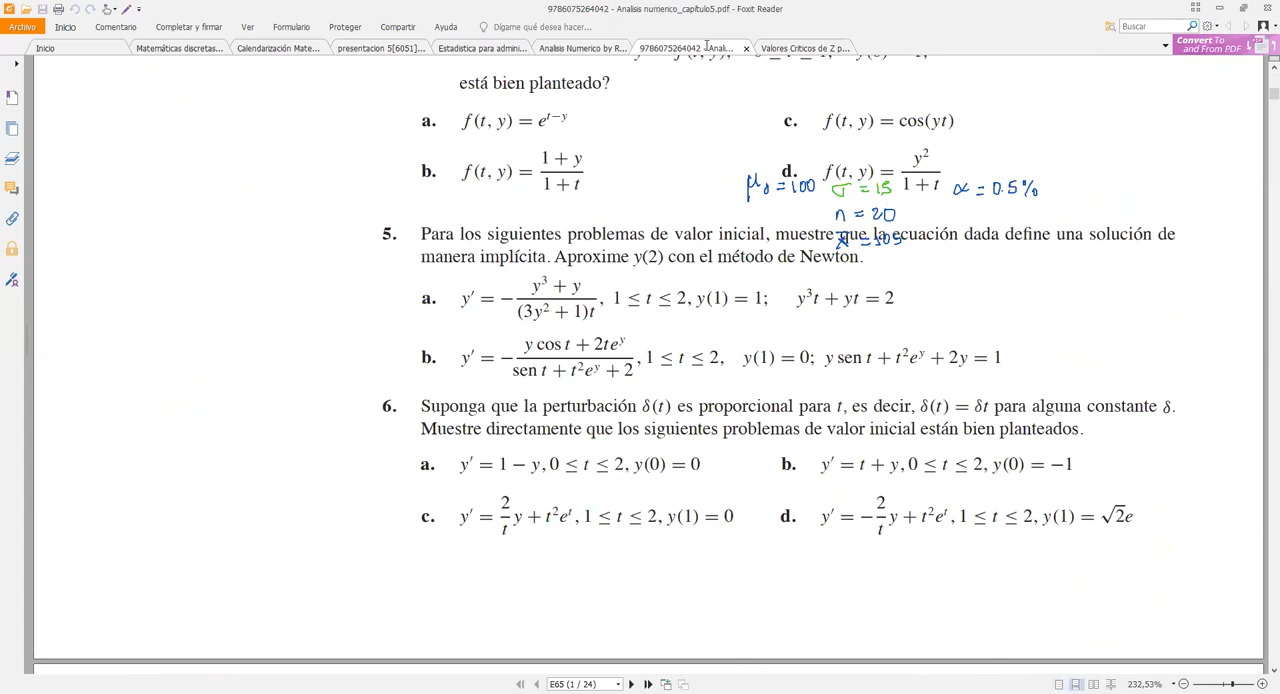 9786075264042 - Analisis numerico_capítulo5.pdf - Foxit Reader
Archivo Inicio Comentario Completar y firmar Ver Formulario Proteger Compartir Ayuda Dígame qué desea hacer... Buscar
Inicio Matemáticas discretas... Calendarización Mate... presentacion 5[6051]... Estadistica para admini... Analisis Numerico by R... 9786075264042 - Anali... Valores Criticos de Z p... Convert To and From PDF
está bien planteado?
a. f(t, y) = e^{t−y} c. f(t, y) = cos(yt)
b. f(t, y) = (1 + y)/(1 + t) d. f(t, y) = y²/(1 + t)
μ₀ = 100 σ = 15 α = 0.5%
n = 20
x̄ = 105
5. Para los siguientes problemas de valor inicial, muestre que la ecuación dada define una solución de
manera implícita. Aproxime y(2) con el método de Newton.
a. y′ = −(y³ + y)/((3y² + 1)t), 1 ≤ t ≤ 2, y(1) = 1; y³t + yt = 2
b. y′ = −(y cos t + 2te^y)/(sen t + t²e^y + 2), 1 ≤ t ≤ 2, y(1) = 0; y sen t + t²e^y + 2y = 1
6. Suponga que la perturbación δ(t) es proporcional para t, es decir, δ(t) = δt para alguna constante δ.
Muestre directamente que los siguientes problemas de valor inicial están bien planteados.
a. y′ = 1 − y, 0 ≤ t ≤ 2, y(0) = 0 b. y′ = t + y, 0 ≤ t ≤ 2, y(0) = −1
c. y′ = (2/t)y + t²e^t, 1 ≤ t ≤ 2, y(1) = 0 d. y′ = −(2/t)y + t²e^t, 1 ≤ t ≤ 2, y(1) = √2e
E65 (1 / 24) 232,53%